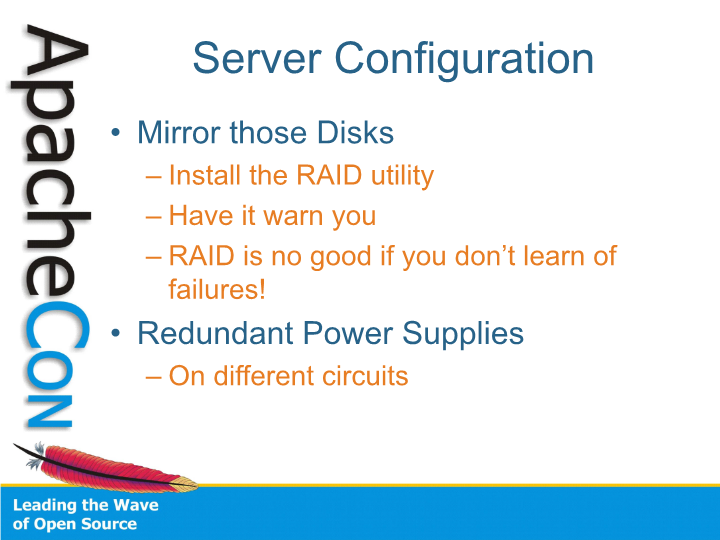 ApacheCon
Server Configuration
• Mirror those Disks
– Install the RAID utility
– Have it warn you
– RAID is no good if you don’t learn of
failures!
• Redundant Power Supplies
– On different circuits
Leading the Wave
of Open Source